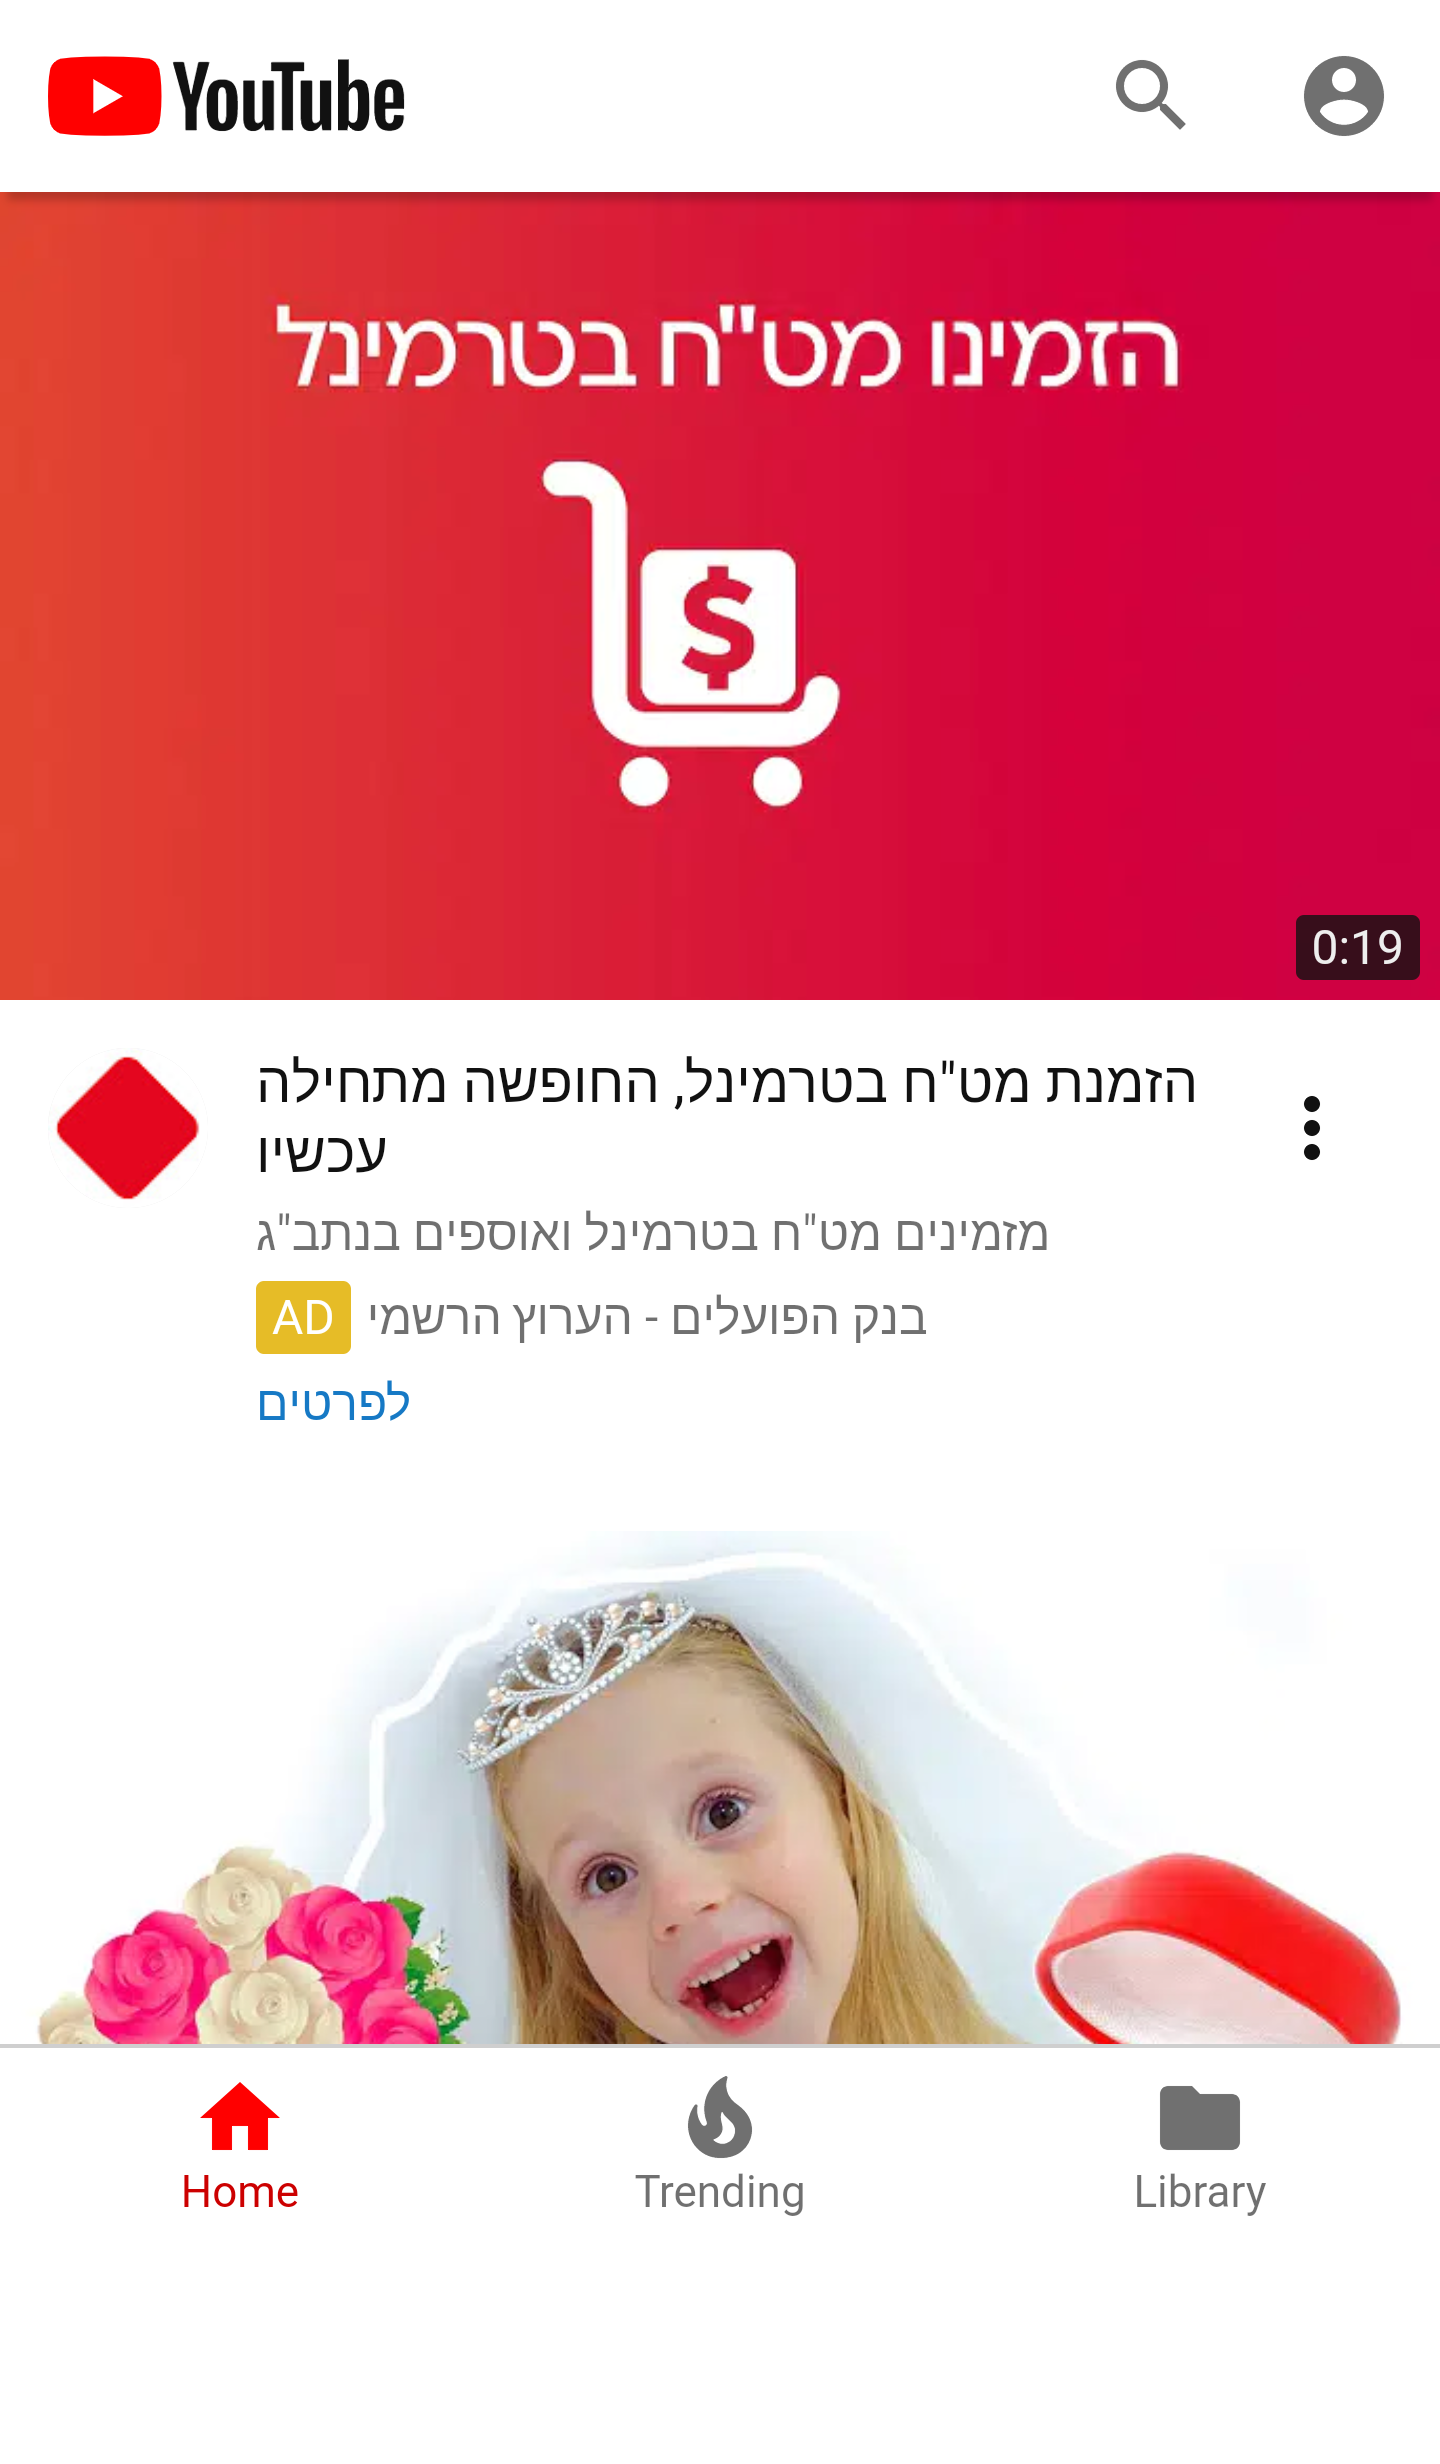 YouTube
הזמינו מט"ח בטרמינל
$
0:19
הזמנת מט"ח בטרמינל, החופשה מתחילה
עכשיו
מזמינים מט"ח בטרמינל ואוספים בנתב"ג
AD בנק הפועלים - הערוץ הרשמי
לפרטים
Home
Trending
Library